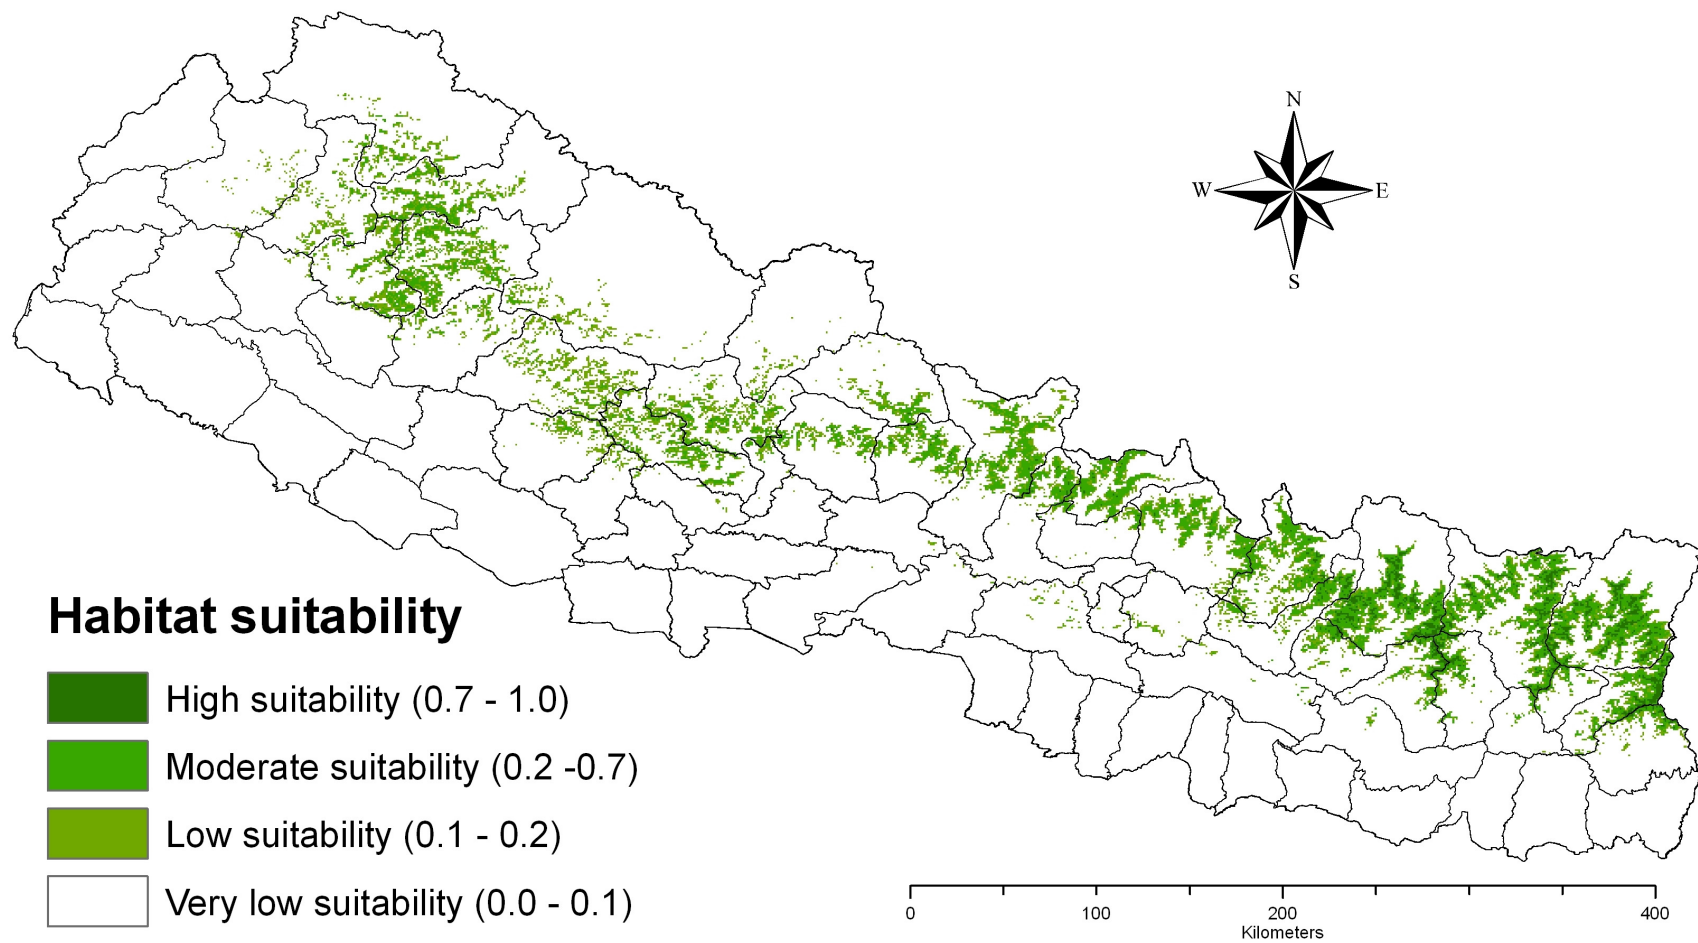 N
W E
S
Habitat suitability
High suitability (0.7 - 1.0)
Moderate suitability (0.2 -0.7)
Low suitability (0.1 - 0.2)
Very low suitability (0.0 - 0.1)
0 100 200 400
Kilometers